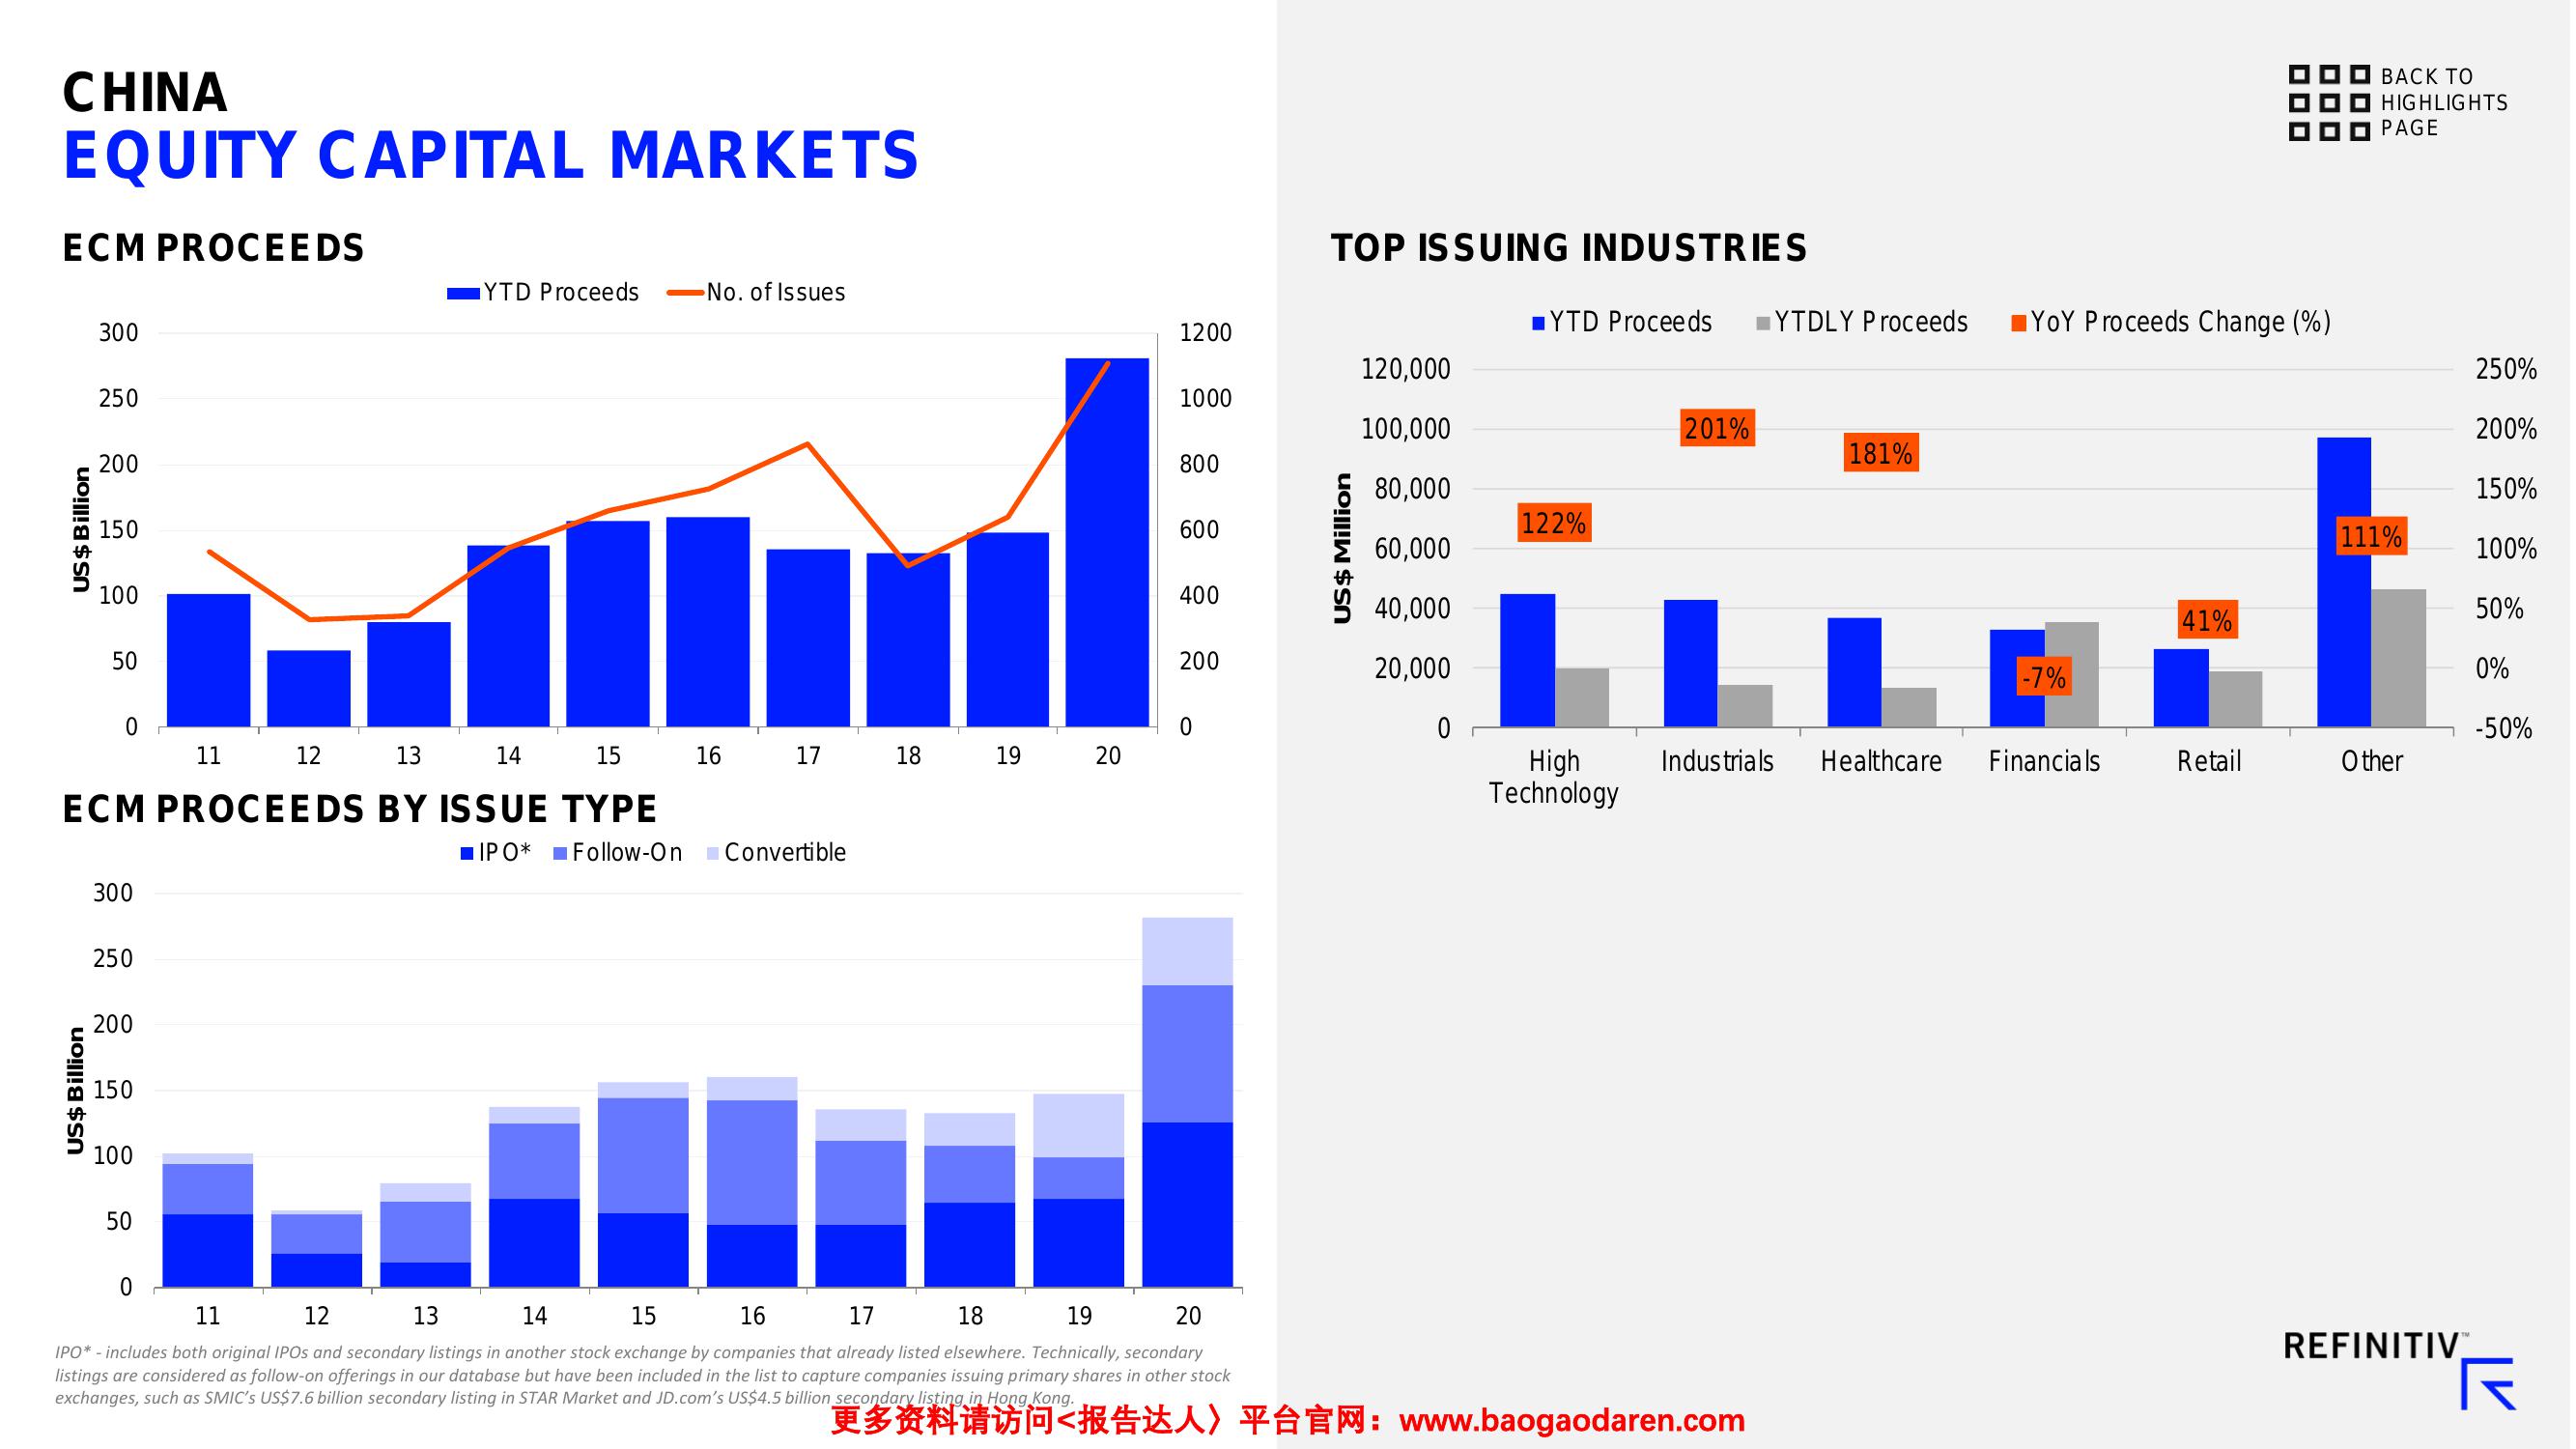 CHINA
EQUITY CAPITAL MARKETS
BACK TO
HIGHLIGHTS
PAGE
ECM PROCEEDS
YTD Proceeds
No. of Issues
300
250
200
150
100
50
0
US$ Billion
1200
1000
800
600
400
200
0
11 12 13 14 15 16 17 18 19 20
ECM PROCEEDS BY ISSUE TYPE
IPO* Follow-On Convertible
300
250
200
150
100
50
0
US$ Billion
11 12 13 14 15 16 17 18 19 20
IPO* - includes both original IPOs and secondary listings in another stock exchange by companies that already listed elsewhere. Technically, secondary
listings are considered as follow-on offerings in our database but have been included in the list to capture companies issuing primary shares in other stock
exchanges, such as SMIC's US$7.6 billion secondary listing in STAR Market and JD.com's US$4.5 billion secondary listing in Hong Kong.
TOP ISSUING INDUSTRIES
YTD Proceeds YTDLY Proceeds YoY Proceeds Change (%)
120,000
100,000
80,000
60,000
40,000
20,000
0
US$ Million
250%
200%
150%
100%
50%
0%
-50%
122%
201%
181%
-7%
41%
111%
High
Technology
Industrials
Healthcare
Financials
Retail
Other
REFINITIV™
更多资料请访问<报告达人〉平台官网：www.baogaodaren.com